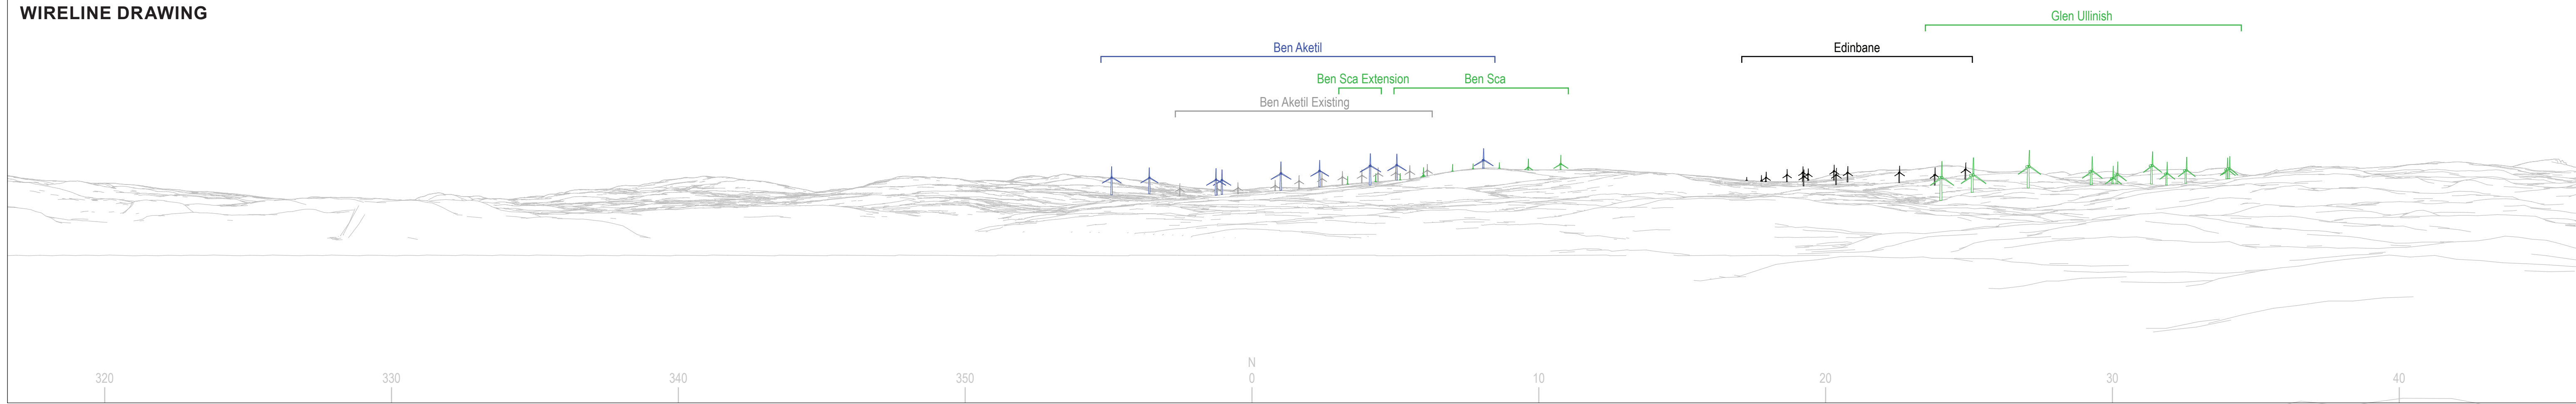 WIRELINE DRAWING
Glen Ullinish
Ben Aketil
Edinbane
Ben Sca Extension
Ben Sca
Ben Aketil Existing
N
320
330
340
350
0
10
20
30
40